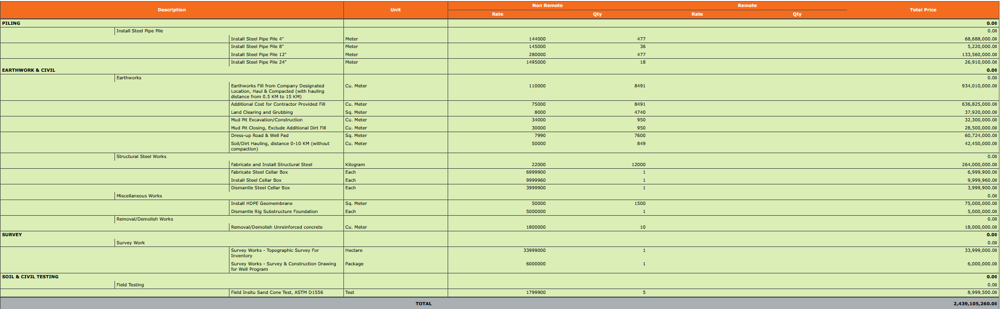 Description Unit Non Remote Remote Total Price
Rate Qty Rate Qty
PILING 0.00
Install Steel Pipe Pile 0.00
Install Steel Pipe Pile 4" Meter 144000 477 68,688,000.00
Install Steel Pipe Pile 8" Meter 145000 36 5,220,000.00
Install Steel Pipe Pile 12" Meter 280000 477 133,560,000.00
Install Steel Pipe Pile 24" Meter 1495000 18 26,910,000.00
EARTHWORK & CIVIL 0.00
Earthworks 0.00
Earthworks Fill from Company Designated Cu. Meter 110000 8491 934,010,000.00
Location, Haul & Compacted (with hauling
distance from 0.5 KM to 15 KM)
Additional Cost for Contractor Provided Fill Cu. Meter 75000 8491 636,825,000.00
Land Clearing and Grubbing Sq. Meter 8000 4740 37,920,000.00
Mud Pit Excavation/Construction Cu. Meter 34000 950 32,300,000.00
Mud Pit Closing, Exclude Additional Dirt Fill Cu. Meter 30000 950 28,500,000.00
Dress-up Road & Well Pad Sq. Meter 7990 7600 60,724,000.00
Soil/Dirt Hauling, distance 0-10 KM (without Cu. Meter 50000 849 42,450,000.00
compaction)
Structural Steel Works 0.00
Fabricate and Install Structural Steel Kilogram 22000 12000 264,000,000.00
Fabricate Steel Cellar Box Each 6999900 1 6,999,900.00
Install Steel Cellar Box Each 9999960 1 9,999,960.00
Dismantle Steel Cellar Box Each 3999900 1 3,999,900.00
Miscellaneous Works 0.00
Install HDPE Geomembrane Sq. Meter 50000 1500 75,000,000.00
Dismantle Rig Substructure Foundation Each 5000000 1 5,000,000.00
Removal/Demolish Works 0.00
Removal/Demolish Unreinforced concrete Cu. Meter 1800000 10 18,000,000.00
SURVEY 0.00
Survey Work 0.00
Survey Works - Topographic Survey For Hectare 33999000 1 33,999,000.00
Inventory
Survey Works - Survey & Construction Drawing Package 6000000 1 6,000,000.00
for Well Program
SOIL & CIVIL TESTING 0.00
Field Testing 0.00
Field Insitu Sand Cone Test, ASTM D1556 Test 1799900 5 8,999,500.00
TOTAL 2,439,105,260.00